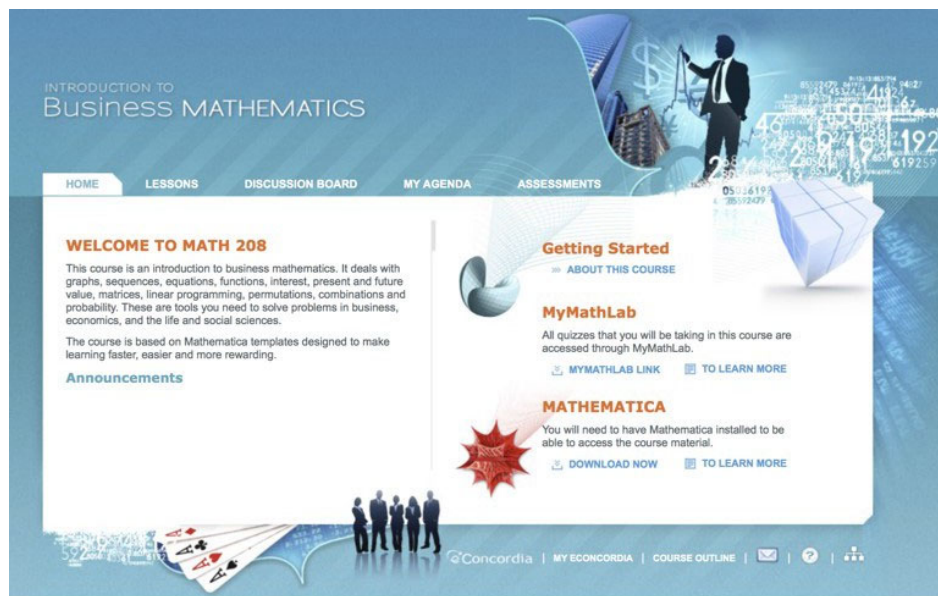 INTRODUCTION TO
Business MATHEMATICS
HOME LESSONS DISCUSSION BOARD MY AGENDA ASSESSMENTS
WELCOME TO MATH 208
This course is an introduction to business mathematics. It deals with
graphs, sequences, equations, functions, interest, present and future
value, matrices, linear programming, permutations, combinations and
probability. These are tools you need to solve problems in business,
economics, and the life and social sciences.
The course is based on Mathematica templates designed to make
learning faster, easier and more rewarding.
Announcements
Getting Started
ABOUT THIS COURSE
MyMathLab
All quizzes that you will be taking in this course are
accessed through MyMathLab.
MYMATHLAB LINK TO LEARN MORE
MATHEMATICA
You will need to have Mathematica installed to be
able to access the course material.
DOWNLOAD NOW TO LEARN MORE
eConcordia | MY ECONCORDIA | COURSE OUTLINE | | ? |